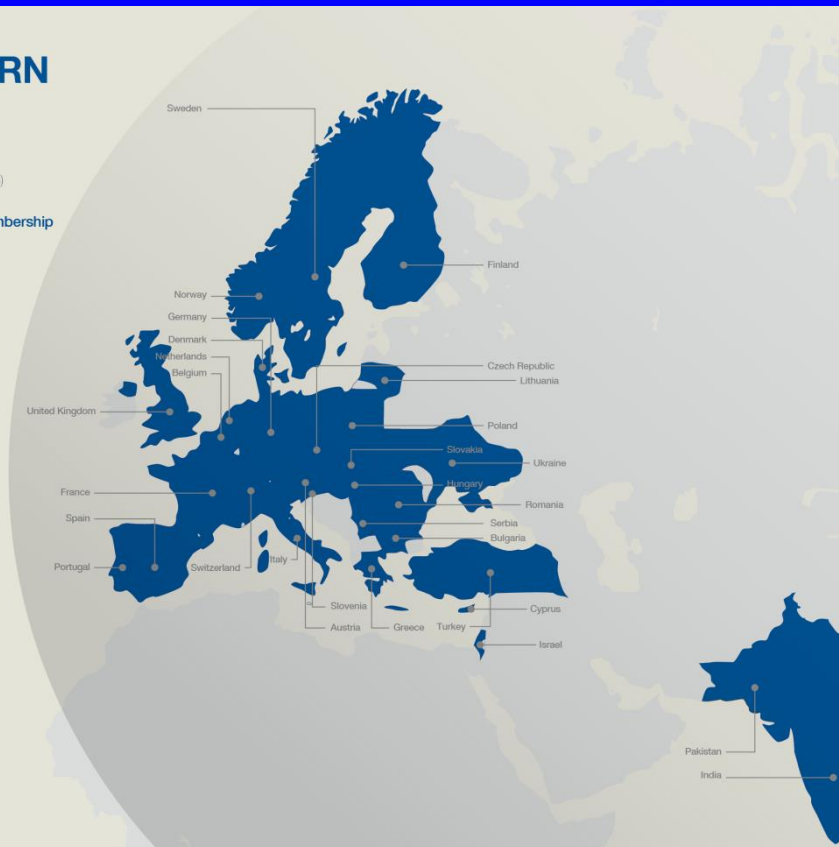 RN
)
nbership
Sweden
Finland
Norway
Germany
Denmark
Netherlands
Belgium
Czech Republic
Lithuania
United Kingdom
Poland
Slovakia
Ukraine
Hungary
France
Romania
Spain
Serbia
Bulgaria
Portugal
Switzerland
Italy
Slovenia
Cyprus
Austria
Greece
Turkey
Israel
Pakistan
India